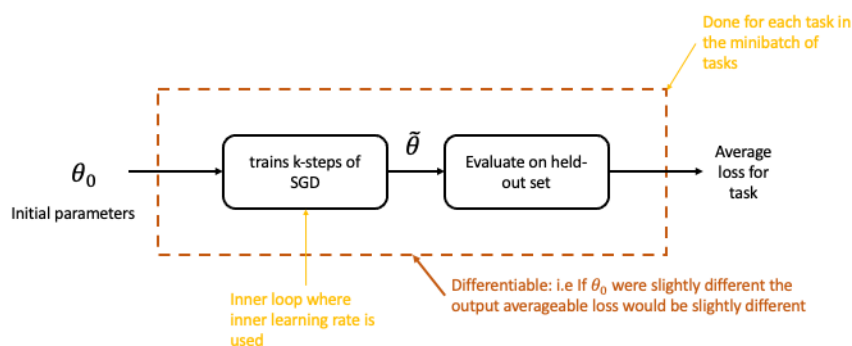 Done for each task in
the minibatch of
tasks
θ₀
Initial parameters
trains k-steps of
SGD
θ̃
Evaluate on held-
out set
Average
loss for
task
Inner loop where
inner learning rate is
used
Differentiable: i.e If θ₀ were slightly different the
output averageable loss would be slightly different